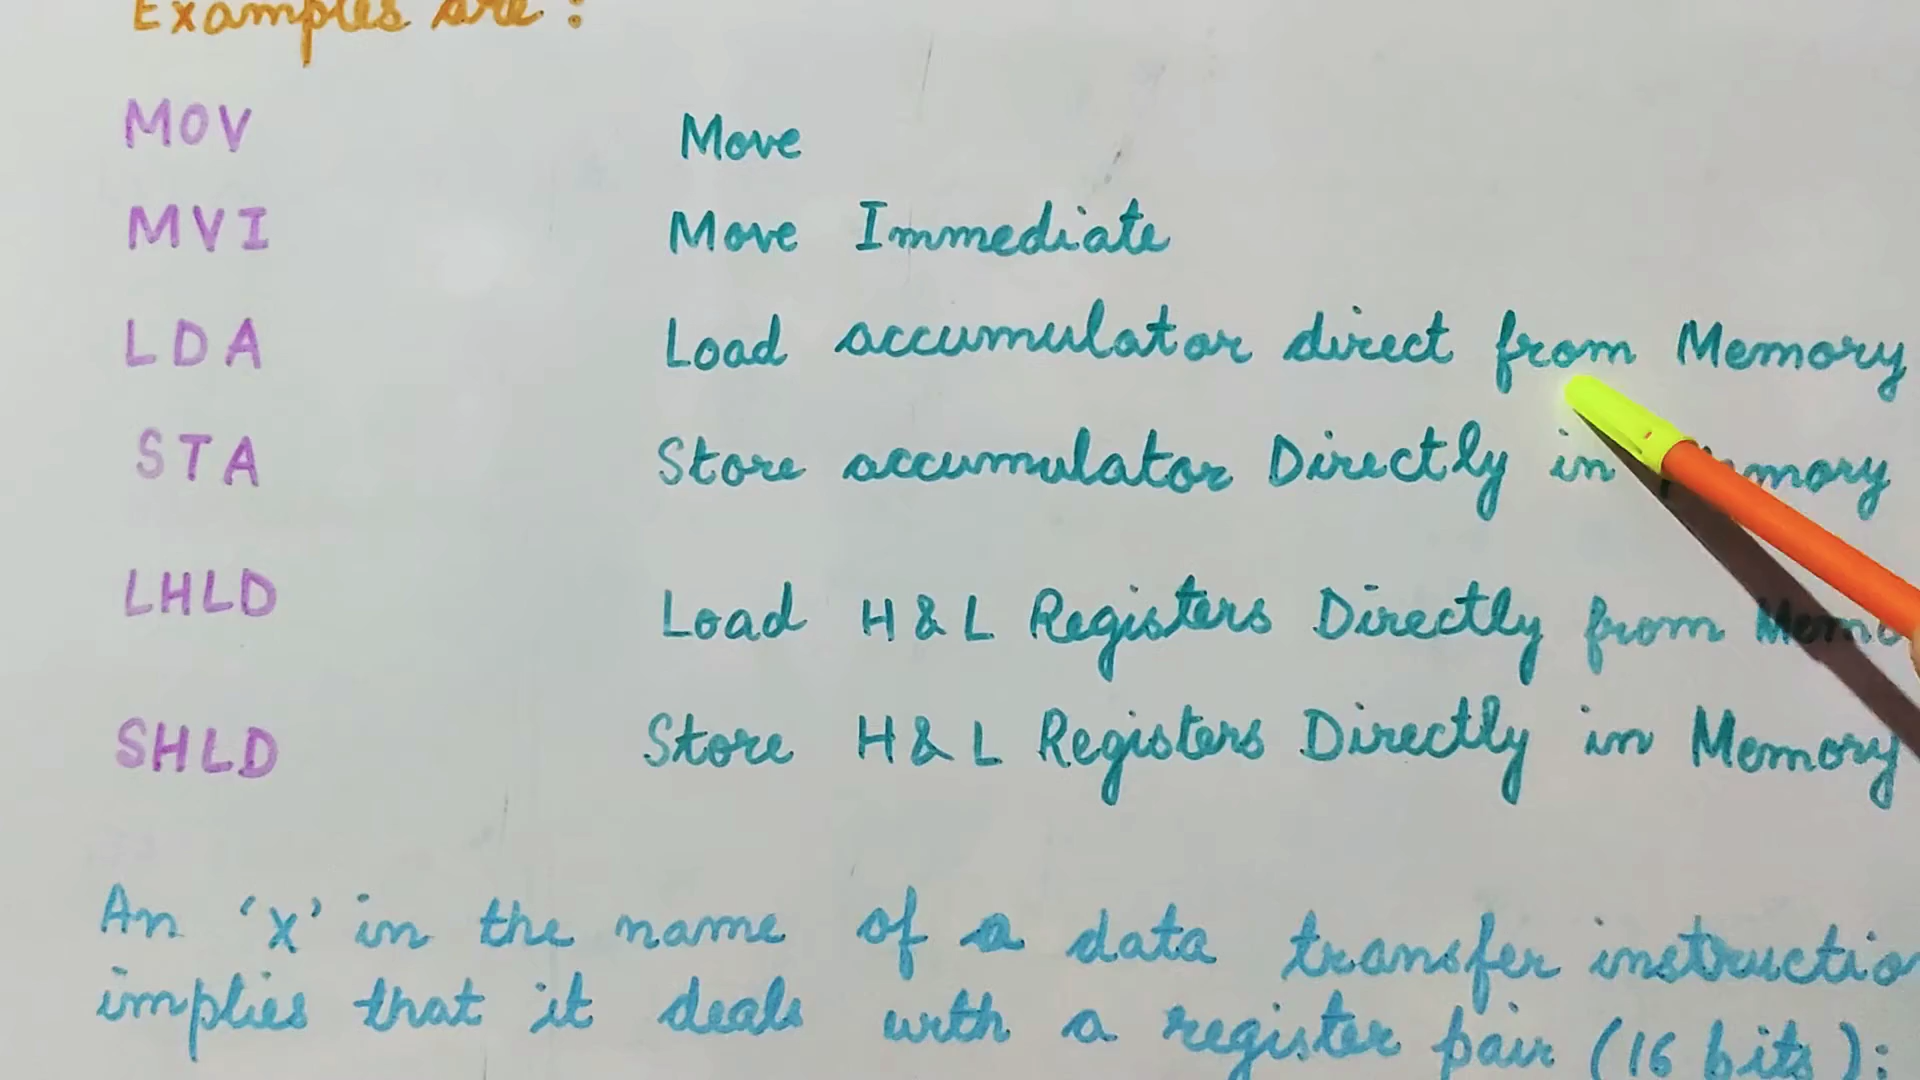 Examples are :
MOV Move
MVI Move Immediate
LDA Load accumulator direct from Memory
STA Store accumulator Directly in
LHLD Load H & L Registers Directly from
SHLD Store H & L Registers Directly in Memory
An 'X' in the name of a data transfer
implies that it deals with a register pair (16 bits):